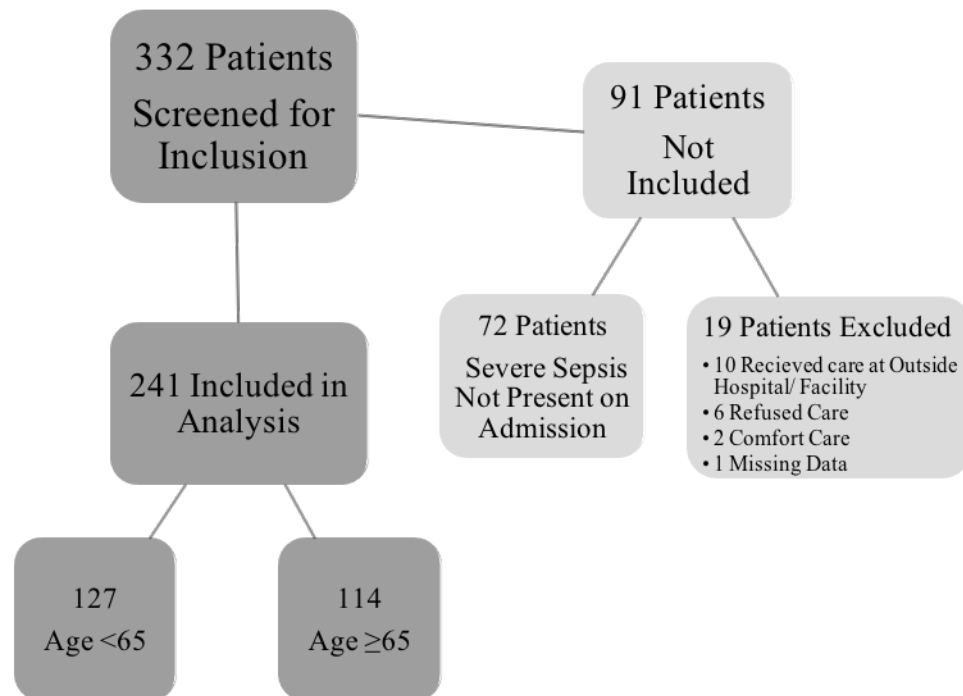 332 Patients
Screened for
Inclusion
91 Patients
Not
Included
72 Patients
Severe Sepsis
Not Present on
Admission
19 Patients Excluded
• 10 Recieved care at Outside
Hospital/ Facility
• 6 Refused Care
• 2 Comfort Care
• 1 Missing Data
241 Included in
Analysis
127
Age <65
114
Age ≥65